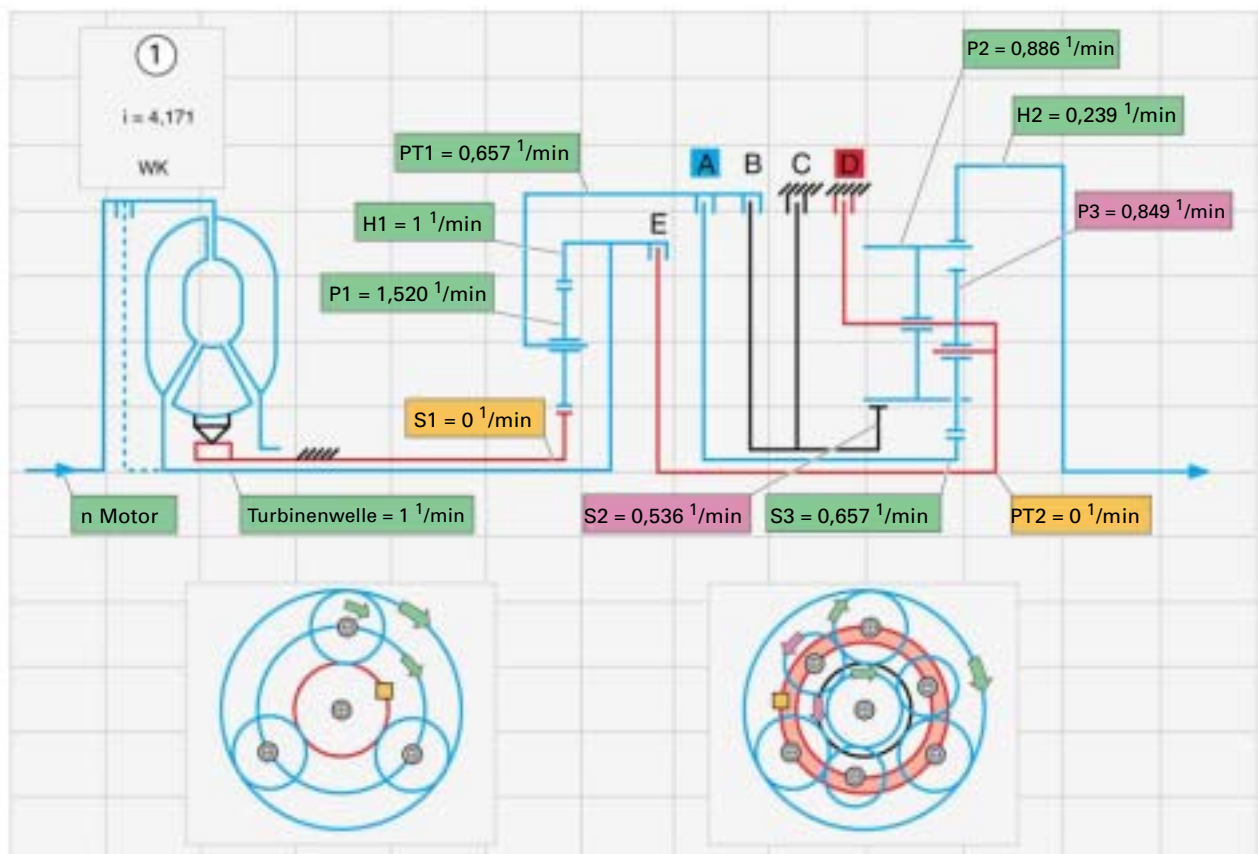 1
i = 4,171
WK
P2 = 0,886 1/min
H2 = 0,239 1/min
PT1 = 0,657 1/min
A B C D
P3 = 0,849 1/min
H1 = 1 1/min
E
P1 = 1,520 1/min
S1 = 0 1/min
n Motor
Turbinenwelle = 1 1/min
S2 = 0,536 1/min
S3 = 0,657 1/min
PT2 = 0 1/min